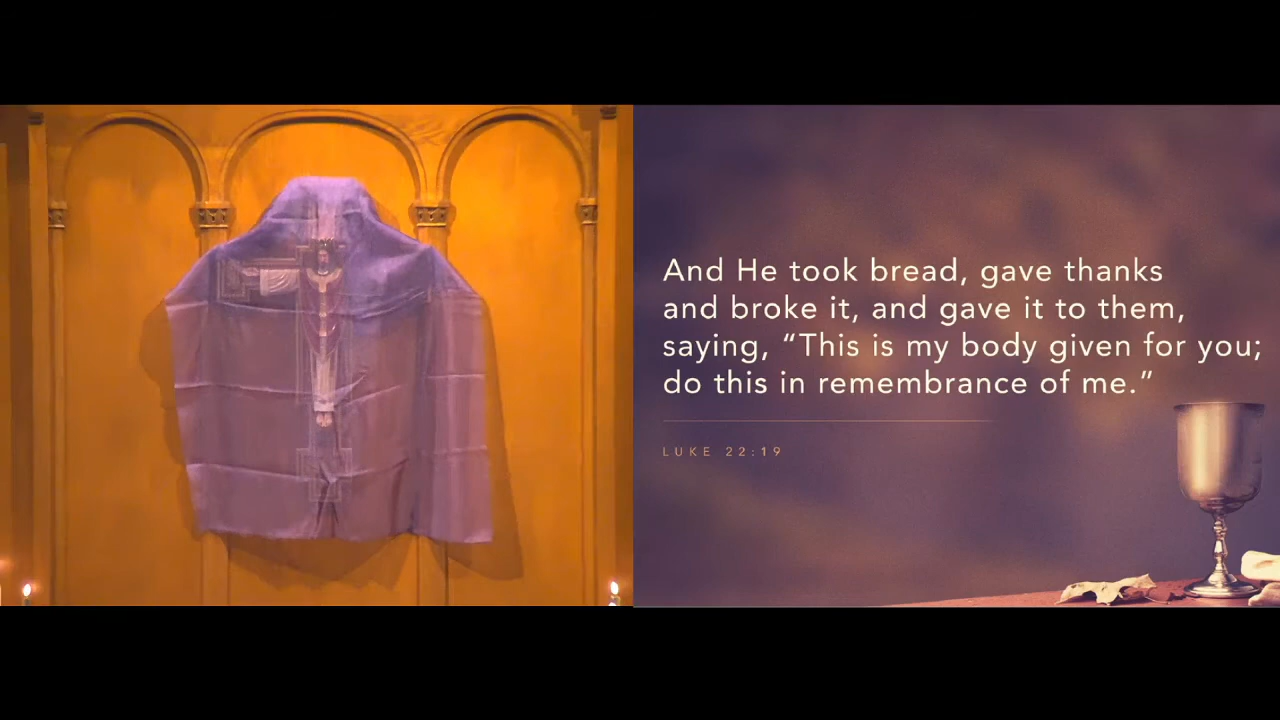 And He took bread, gave thanks
and broke it, and gave it to them,
saying, “This is my body given for you;
do this in remembrance of me.”
LUKE 22:19